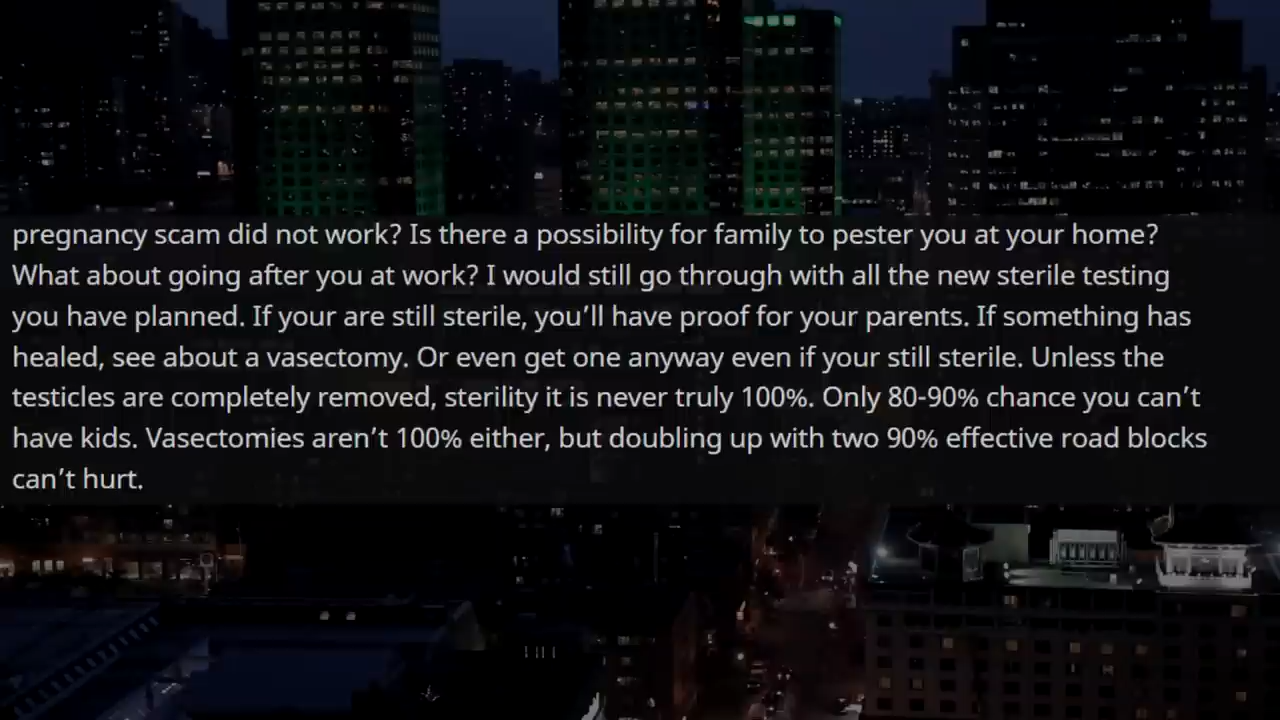 pregnancy scam did not work? Is there a possibility for family to pester you at your home?
What about going after you at work? I would still go through with all the new sterile testing
you have planned. If your are still sterile, you’ll have proof for your parents. If something has
healed, see about a vasectomy. Or even get one anyway even if your still sterile. Unless the
testicles are completely removed, sterility it is never truly 100%. Only 80-90% chance you can’t
have kids. Vasectomies aren’t 100% either, but doubling up with two 90% effective road blocks
can’t hurt.